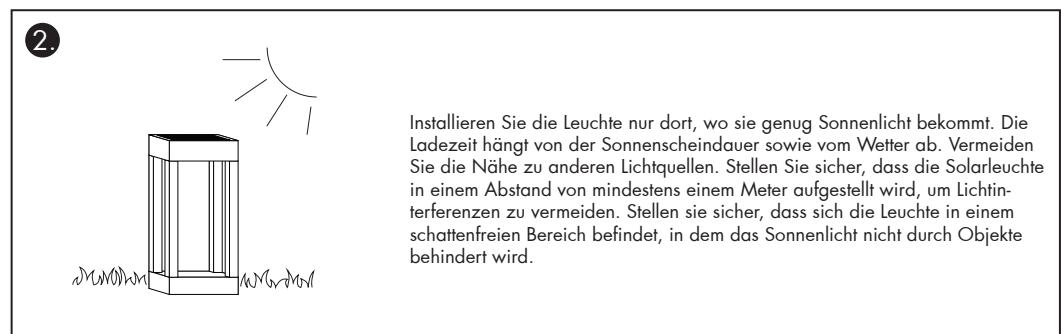 2.
Installieren Sie die Leuchte nur dort, wo sie genug Sonnenlicht bekommt. Die
Ladezeit hängt von der Sonnenscheindauer sowie vom Wetter ab. Vermeiden
Sie die Nähe zu anderen Lichtquellen. Stellen Sie sicher, dass die Solarleuchte
in einem Abstand von mindestens einem Meter aufgestellt wird, um Lichtin-
terferenzen zu vermeiden. Stellen sie sicher, dass sich die Leuchte in einem
schattenfreien Bereich befindet, in dem das Sonnenlicht nicht durch Objekte
behindert wird.